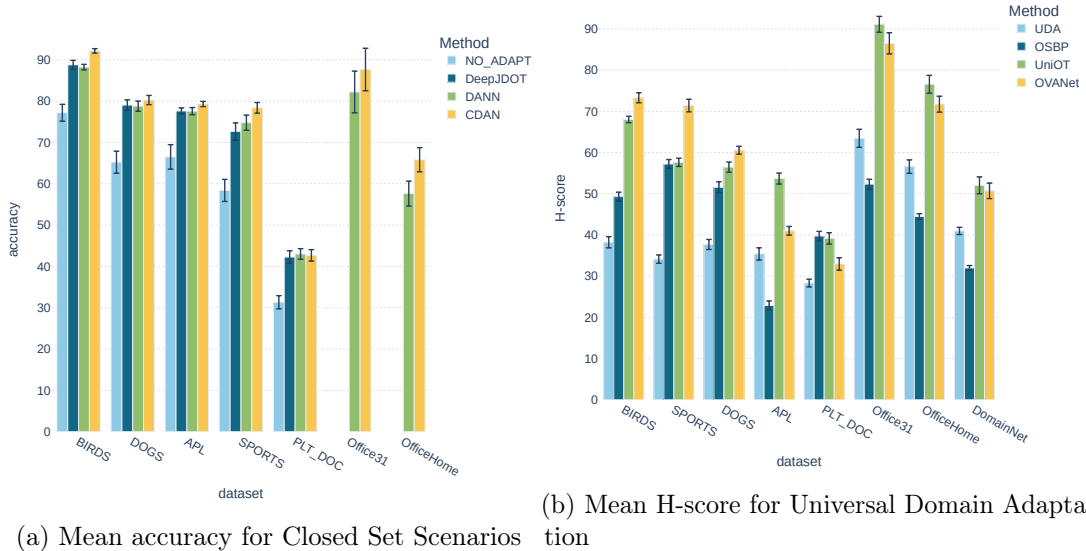 Method
NO_ADAPT
DeepJDOT
DANN
CDAN
accuracy
90
80
70
60
50
40
30
20
10
0
BIRDS
DOGS
APL
SPORTS
PLT_DOC
Office31
OfficeHome
dataset
(a) Mean accuracy for Closed Set Scenarios
Method
UDA
OSBP
UniOT
OVANet
H-score
90
80
70
60
50
40
30
20
10
0
BIRDS
SPORTS
DOGS
APL
PLT_DOC
Office31
OfficeHome
DomainNet
dataset
(b) Mean H-score for Universal Domain Adapta
tion